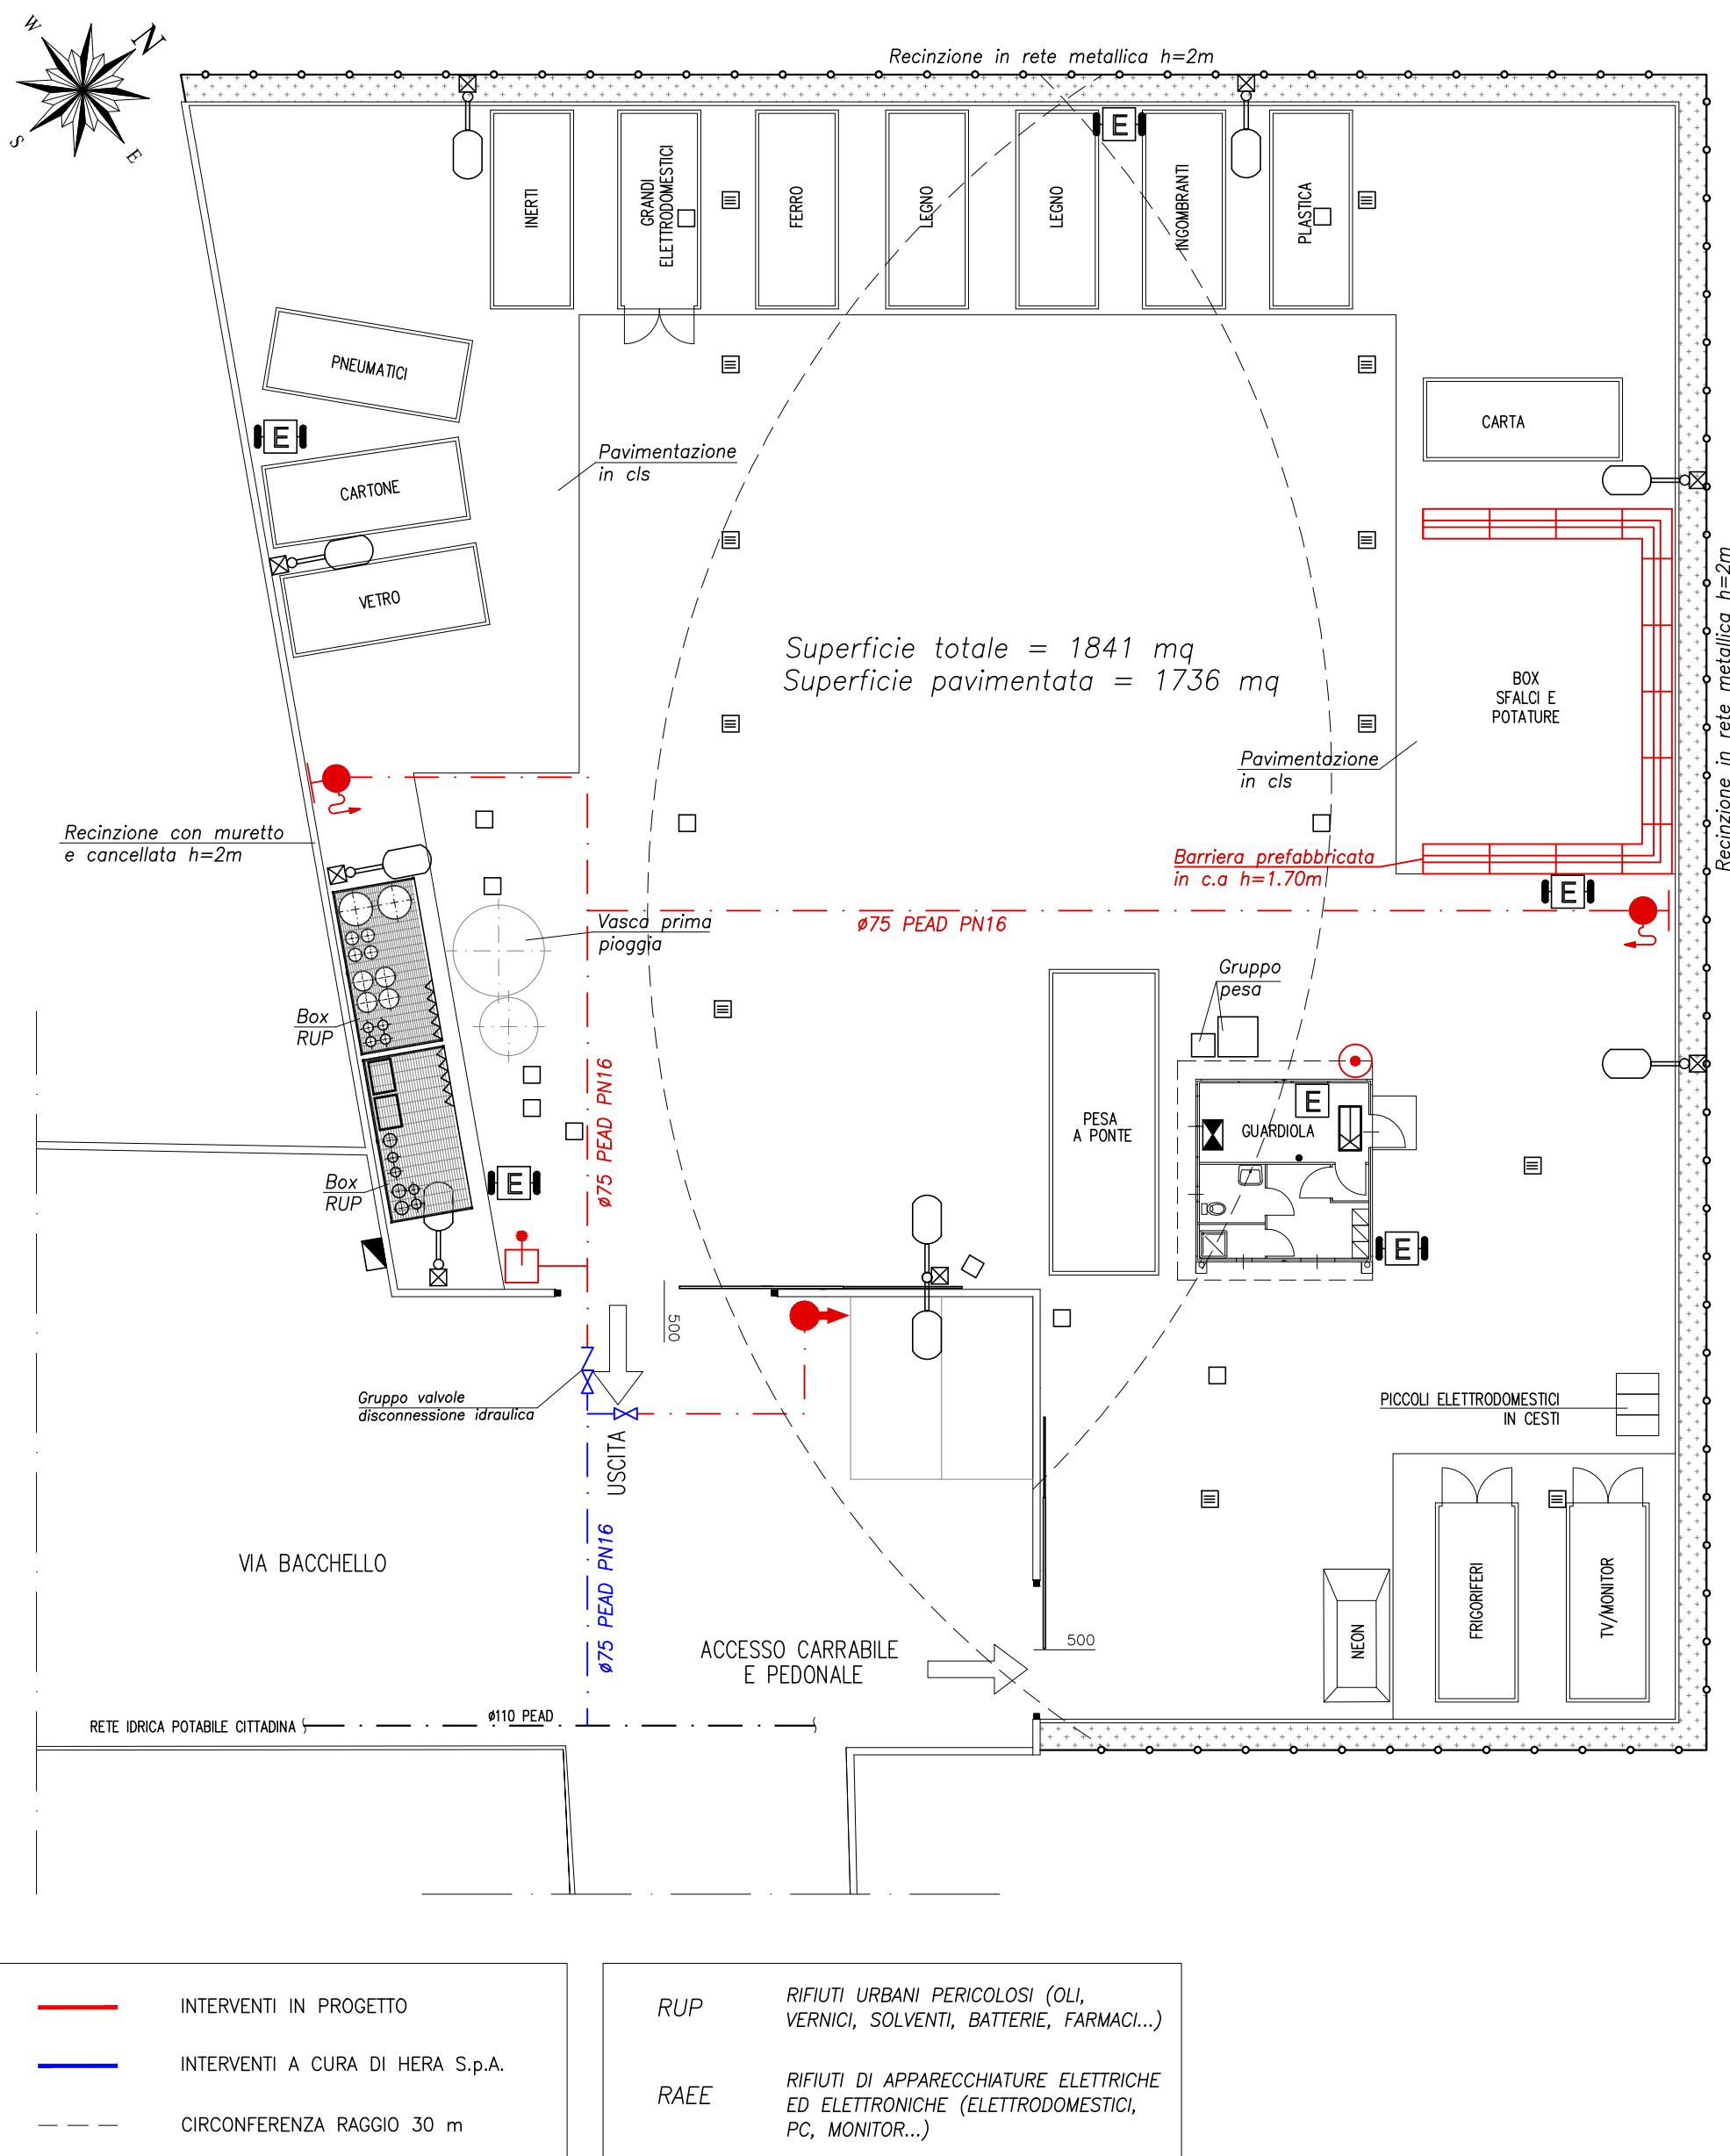 W
N
S
E
Recinzione in rete metallica h=2m
INERTI
GRANDI
ELETTRODOMESTICI
FERRO
LEGNO
LEGNO
E
INGOMBRANTI
PLASTICA
PNEUMATICI
E
CARTONE
VETRO
Pavimentazione
in cls
CARTA
Recinzione in rete metallica h=2m
Superficie totale = 1841 mq
Superficie pavimentata = 1736 mq
BOX
SFALCI E
POTATURE
Pavimentazione
in cls
Recinzione con muretto
e cancellata h=2m
Barriera prefabbricata
in c.a h=1.70m
E
Vasca prima
pioggia
ø75 PEAD PN16
Gruppo
pesa
Box
RUP
ø75 PEAD PN16
PESA
A PONTE
E
GUARDIOLA
Box
RUP
E
E
500
Gruppo valvole
disconnessione idraulica
USCITA
PICCOLI ELETTRODOMESTICI
IN CESTI
VIA BACCHELLO
ø75 PEAD PN16
ACCESSO CARRABILE
E PEDONALE
500
NEON
FRIGORIFERI
TV/MONITOR
RETE IDRICA POTABILE CITTADINA
ø110 PEAD
INTERVENTI IN PROGETTO
INTERVENTI A CURA DI HERA S.p.A.
CIRCONFERENZA RAGGIO 30 m
RUP
RIFIUTI URBANI PERICOLOSI (OLI,
VERNICI, SOLVENTI, BATTERIE, FARMACI...)
RAEE
RIFIUTI DI APPARECCHIATURE ELETTRICHE
ED ELETTRONICHE (ELETTRODOMESTICI,
PC, MONITOR...)